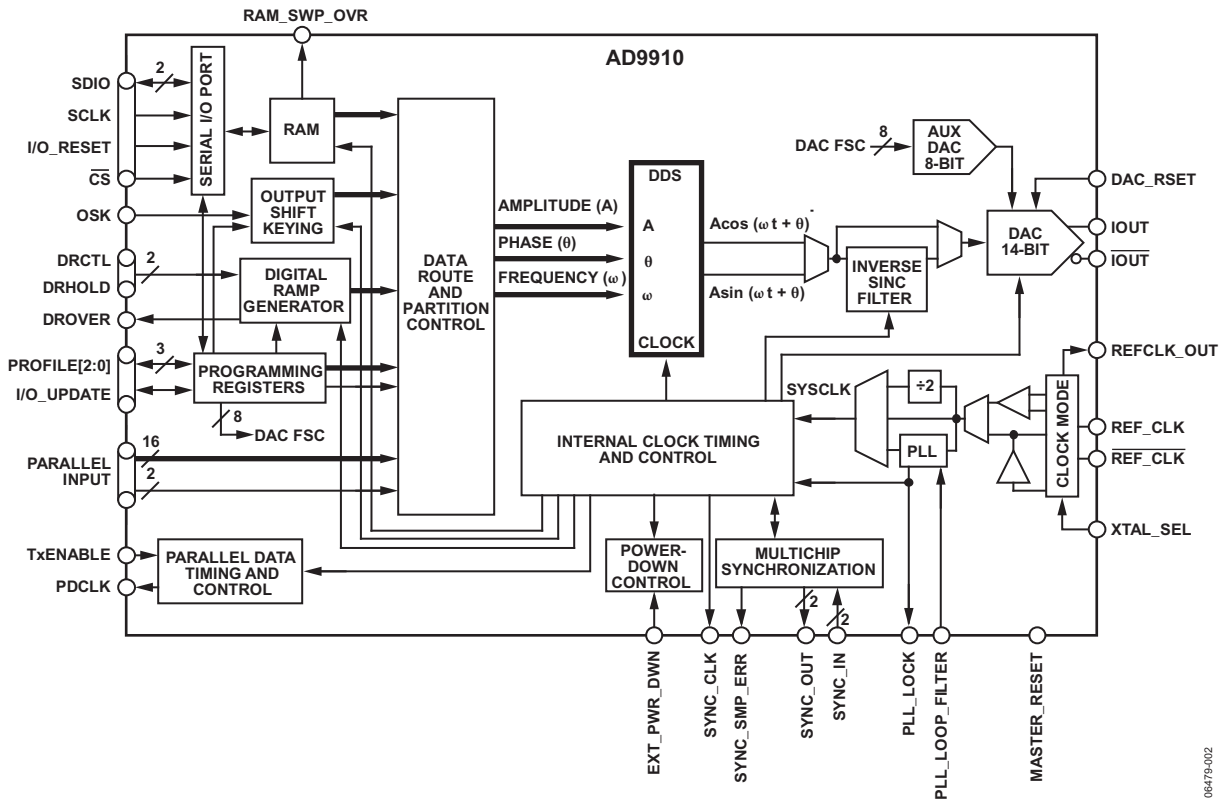 RAM_SWP_OVR
AD9910
SDIO
2
SCLK
I/O_RESET
CS
SERIAL I/O PORT
RAM
OSK
OUTPUT
SHIFT
KEYING
DRCTL
2
DRHOLD
DIGITAL
RAMP
GENERATOR
DROVER
PROFILE[2:0]
3
I/O_UPDATE
PROGRAMMING
REGISTERS
8
DAC FSC
PARALLEL
INPUT
16
2
TxENABLE
PDCLK
PARALLEL DATA
TIMING AND
CONTROL
DATA
ROUTE
AND
PARTITION
CONTROL
AMPLITUDE (A)
PHASE (θ)
FREQUENCY (ω)
DDS
A
θ
ω
CLOCK
Acos (ωt + θ)
Asin (ωt + θ)
INVERSE
SINC
FILTER
DAC FSC
8
AUX
DAC
8-BIT
DAC
14-BIT
DAC_RSET
IOUT
IOUT
REFCLK_OUT
CLOCK MODE
REF_CLK
REF_CLK
XTAL_SEL
SYSCLK
÷2
PLL
INTERNAL CLOCK TIMING
AND CONTROL
POWER-
DOWN
CONTROL
MULTICHIP
SYNCHRONIZATION
2
2
EXT_PWR_DWN
SYNC_CLK
SYNC_SMP_ERR
SYNC_OUT
SYNC_IN
PLL_LOCK
PLL_LOOP_FILTER
MASTER_RESET
06479-002